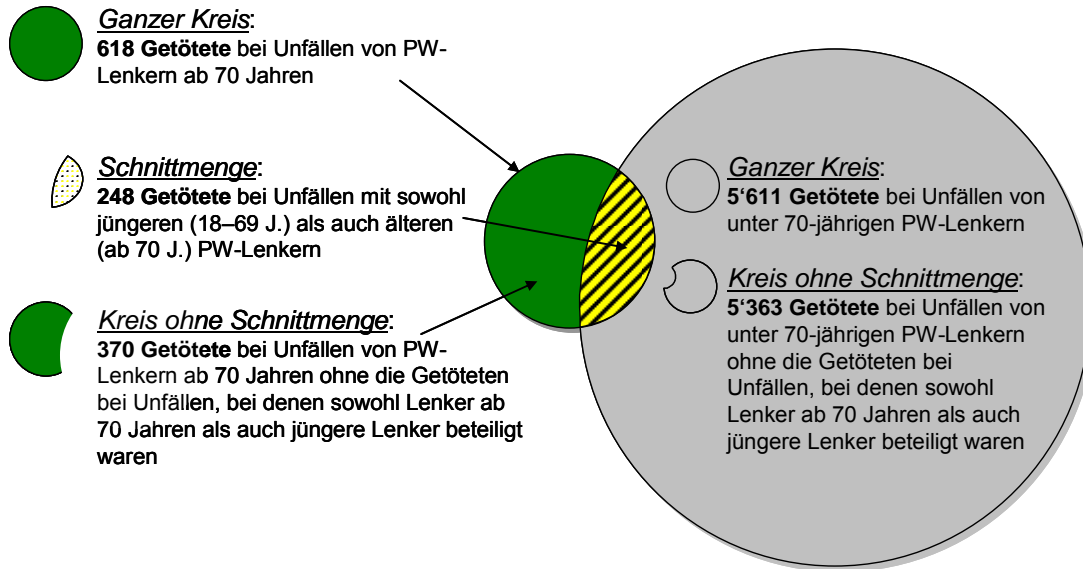 Ganzer Kreis:
618 Getötete bei Unfällen von PW-
Lenkern ab 70 Jahren
Schnittmenge:
248 Getötete bei Unfällen mit sowohl
jüngeren (18–69 J.) als auch älteren
(ab 70 J.) PW-Lenkern
Kreis ohne Schnittmenge:
370 Getötete bei Unfällen von PW-
Lenkern ab 70 Jahren ohne die Getöteten
bei Unfällen, bei denen sowohl Lenker ab
70 Jahren als auch jüngere Lenker beteiligt
waren
Ganzer Kreis:
5‘611 Getötete bei Unfällen von
unter 70-jährigen PW-Lenkern
Kreis ohne Schnittmenge:
5‘363 Getötete bei Unfällen von
unter 70-jährigen PW-Lenkern
ohne die Getöteten bei
Unfällen, bei denen sowohl
Lenker ab 70 Jahren als auch
jüngere Lenker beteiligt waren